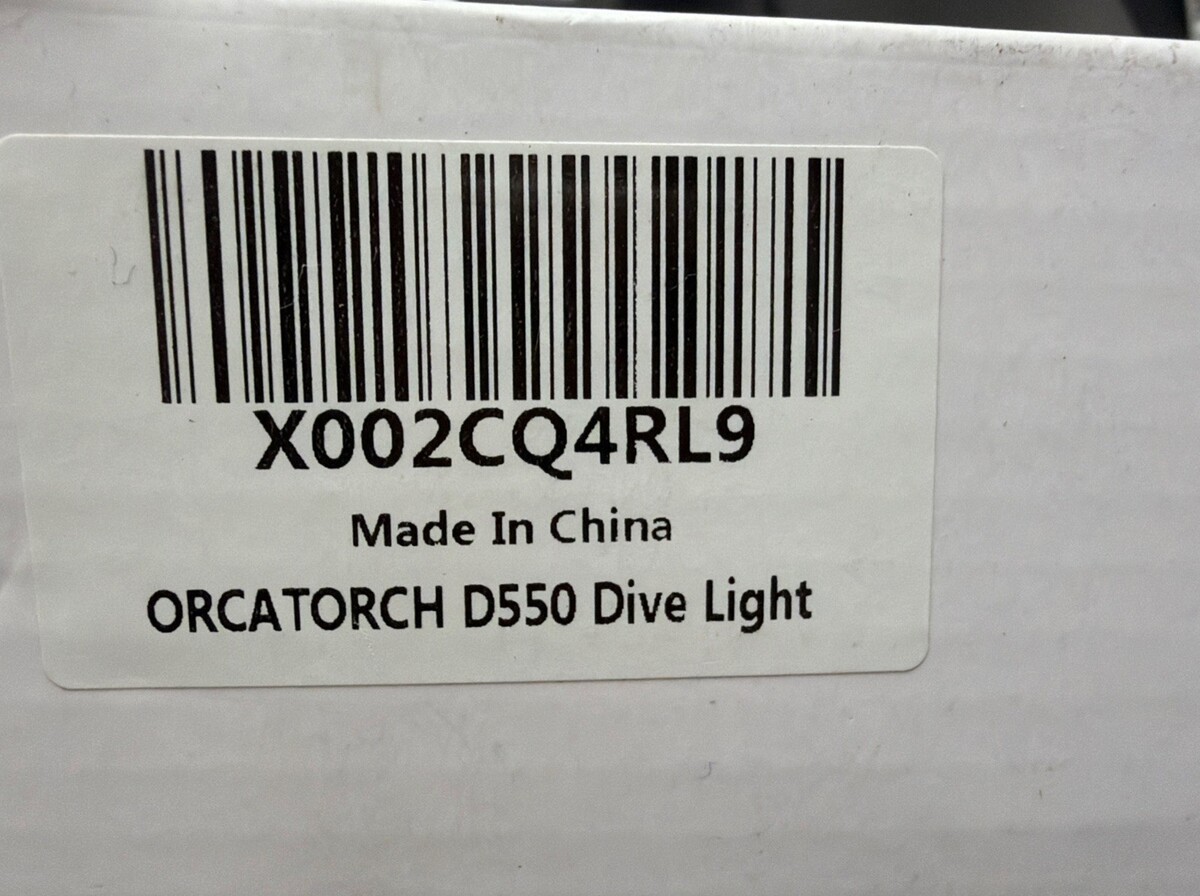 X002CQ4RL9
Made In China
ORCATORCH D550 Dive Light